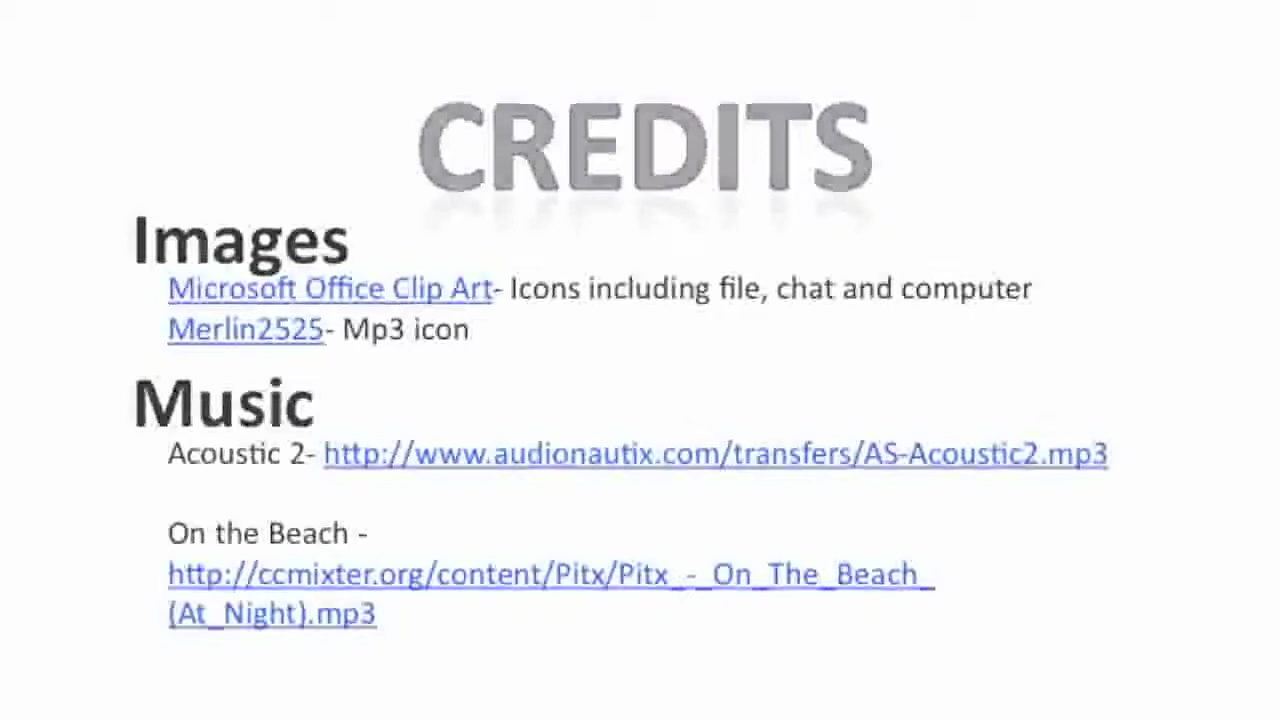 CREDITS
Images
Microsoft Office Clip Art- Icons including file, chat and computer
Merlin2525- Mp3 icon
Music
Acoustic 2- http://www.audionautix.com/transfers/AS-Acoustic2.mp3
On the Beach -
http://ccmixter.org/content/Pitx/Pitx_-_On_The_Beach_
(At_Night).mp3